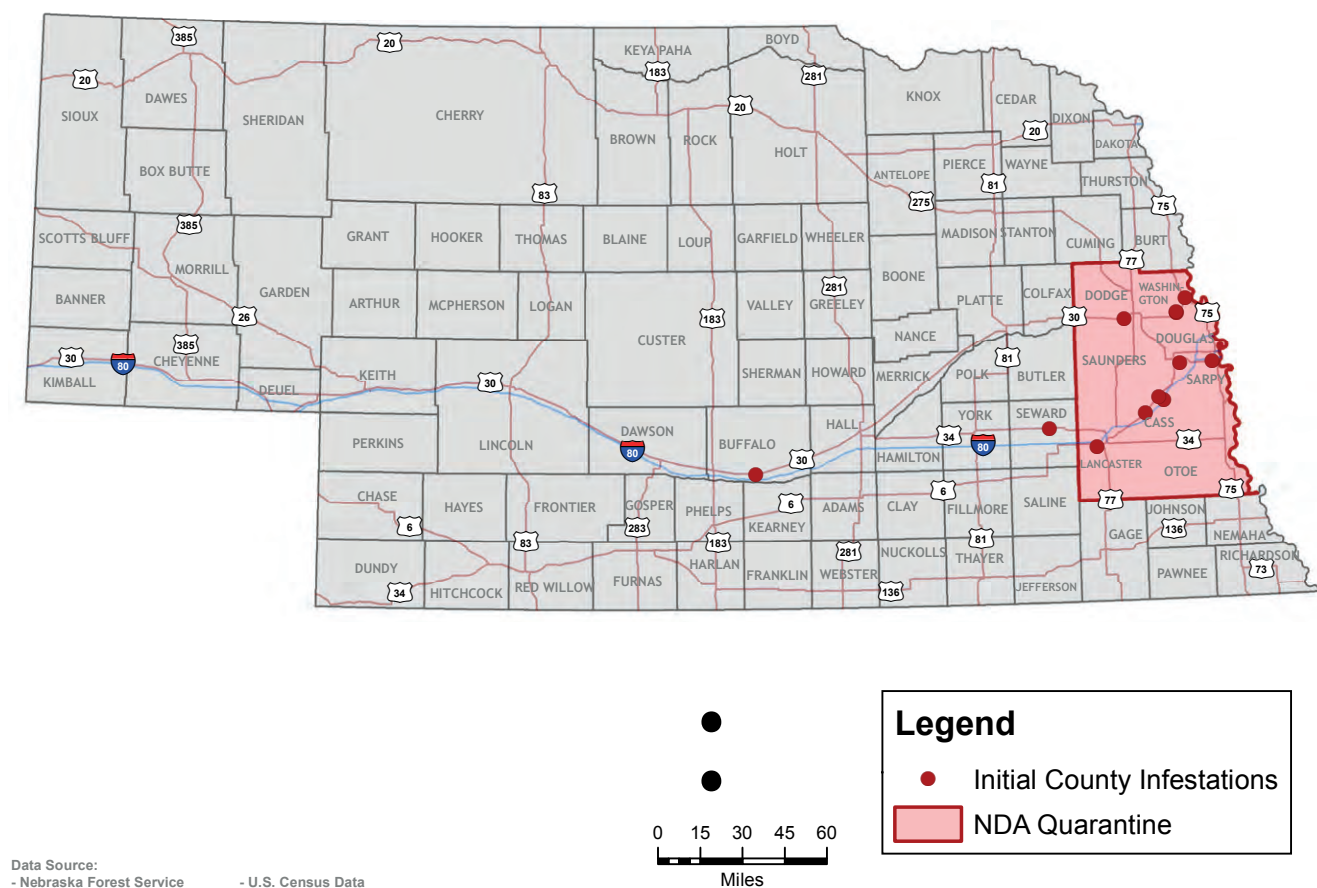 385
20
BOYD
KEYA PAHA
183
281
20
DAWES
SIOUX
SHERIDAN
CHERRY
BROWN
ROCK
20
HOLT
KNOX
CEDAR
DIXON
20
DAKOTA
BOX BUTTE
ANTELOPE
PIERCE
WAYNE
THURSTON
83
81
275
75
385
SCOTTS BLUFF
GRANT
HOOKER
THOMAS
BLAINE
LOUP
GARFIELD
WHEELER
MADISON
STANTON
CUMING
BURT
77
MORRILL
BOONE
BANNER
GARDEN
ARTHUR
MCPHERSON
LOGAN
VALLEY
281
GREELEY
PLATTE
COLFAX
DODGE
WASHIN-
GTON
26
183
30
75
385
CUSTER
NANCE
DOUGLAS
30
80
CHEYENNE
KIMBALL
DEUEL
KEITH
30
SHERMAN
HOWARD
MERRICK
81
POLK
BUTLER
SAUNDERS
SARPY
PERKINS
LINCOLN
DAWSON
80
BUFFALO
30
HALL
HAMILTON
34
YORK
80
SEWARD
CASS
34
LANCASTER
OTOE
CHASE
HAYES
FRONTIER
GOSPER
PHELPS
6
KEARNEY
ADAMS
CLAY
6
FILLMORE
SALINE
77
75
JOHNSON
6
83
283
183
281
81
GAGE
136
NEMAHA
DUNDY
34
HITCHCOCK
RED WILLOW
FURNAS
HARLAN
FRANKLIN
WEBSTER
NUCKOLLS
136
THAYER
JEFFERSON
PAWNEE
RICHARDSON
73
Legend
Initial County Infestations
NDA Quarantine
0 15 30 45 60
Miles
Data Source:
- Nebraska Forest Service - U.S. Census Data